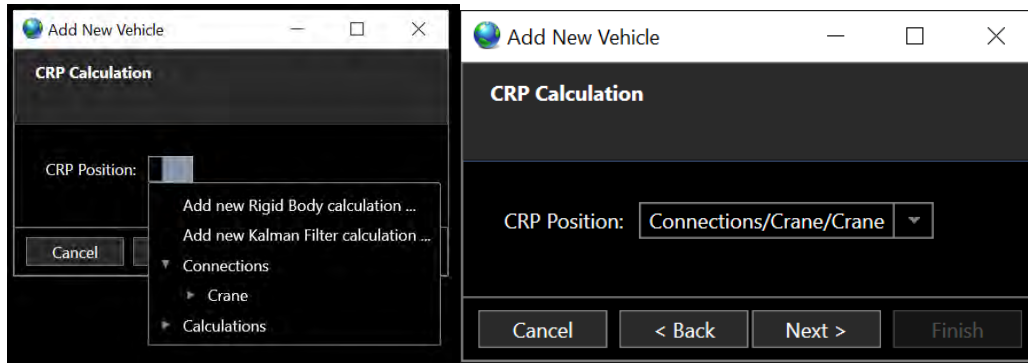 Add New Vehicle
CRP Calculation
CRP Position:
Add new Rigid Body calculation ...
Add new Kalman Filter calculation ...
Connections
Crane
Calculations
Cancel
Add New Vehicle
CRP Calculation
CRP Position: Connections/Crane/Crane
Cancel < Back Next > Finish